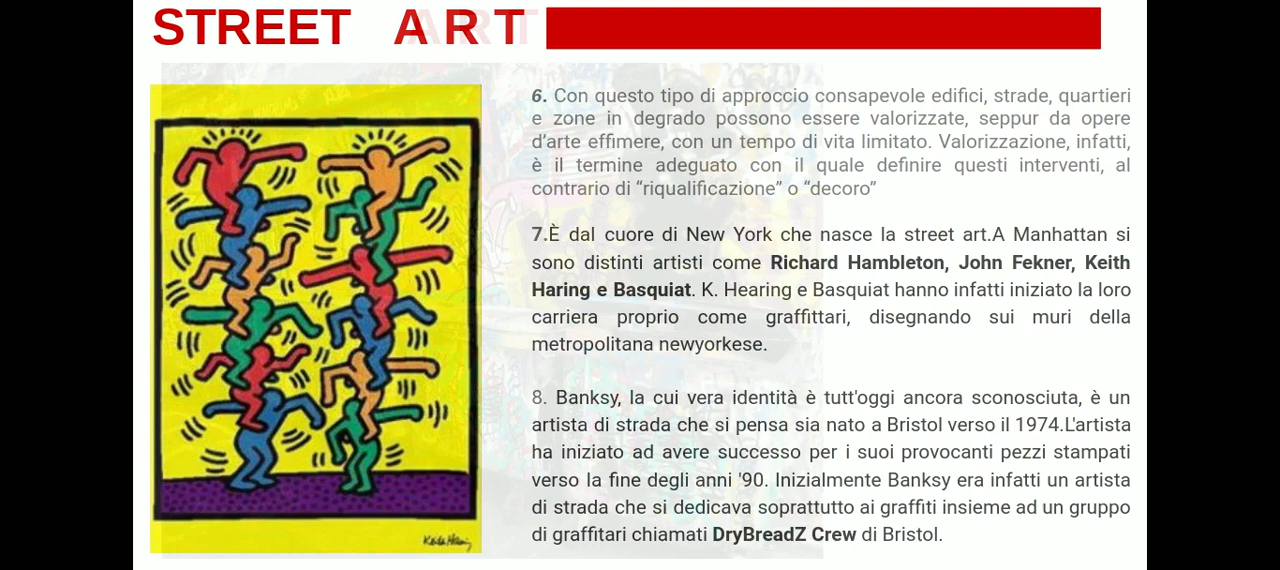 STREET ART
6. Con questo tipo di approccio consapevole edifici, strade, quartieri
e zone in degrado possono essere valorizzate, seppur da opere
d’arte effimere, con un tempo di vita limitato. Valorizzazione, infatti,
è il termine adeguato con il quale definire questi interventi, al
contrario di “riqualificazione” o “decoro”
7.È dal cuore di New York che nasce la street art.A Manhattan si
sono distinti artisti come Richard Hambleton, John Fekner, Keith
Haring e Basquiat. K. Hearing e Basquiat hanno infatti iniziato la loro
carriera proprio come graffittari, disegnando sui muri della
metropolitana newyorkese.
8. Banksy, la cui vera identità è tutt'oggi ancora sconosciuta, è un
artista di strada che si pensa sia nato a Bristol verso il 1974.L'artista
ha iniziato ad avere successo per i suoi provocanti pezzi stampati
verso la fine degli anni '90. Inizialmente Banksy era infatti un artista
di strada che si dedicava soprattutto ai graffiti insieme ad un gruppo
di graffitari chiamati DryBreadZ Crew di Bristol.
Keith Haring